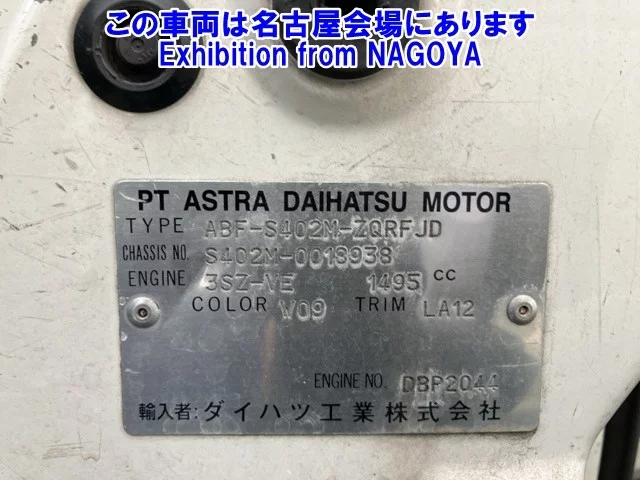 この車両は名古屋会場にあります
Exhibition from NAGOYA
PT ASTRA DAIHATSU MOTOR
TYPE ABF-S402M-ZQRFJD
CHASSIS NO. S402M-0018938
ENGINE 3SZ-VE 1495 CC
COLOR W09 TRIM LA12
ENGINE NO. DBP2044
輸入者: ダイハツ工業株式会社